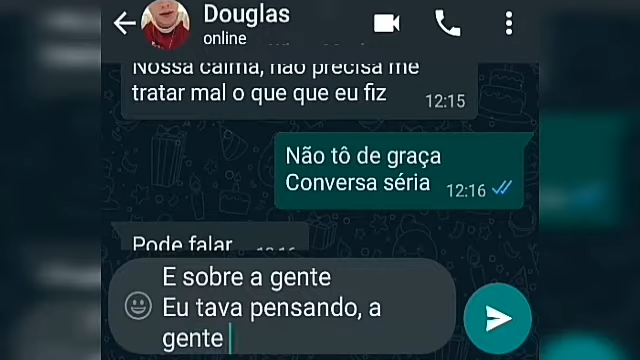 Douglas
online
Nossa calma, não precisa me
tratar mal o que que eu fiz
12:15
Não tô de graça
Conversa séria
12:16
Pode falar
E sobre a gente
Eu tava pensando, a
gente